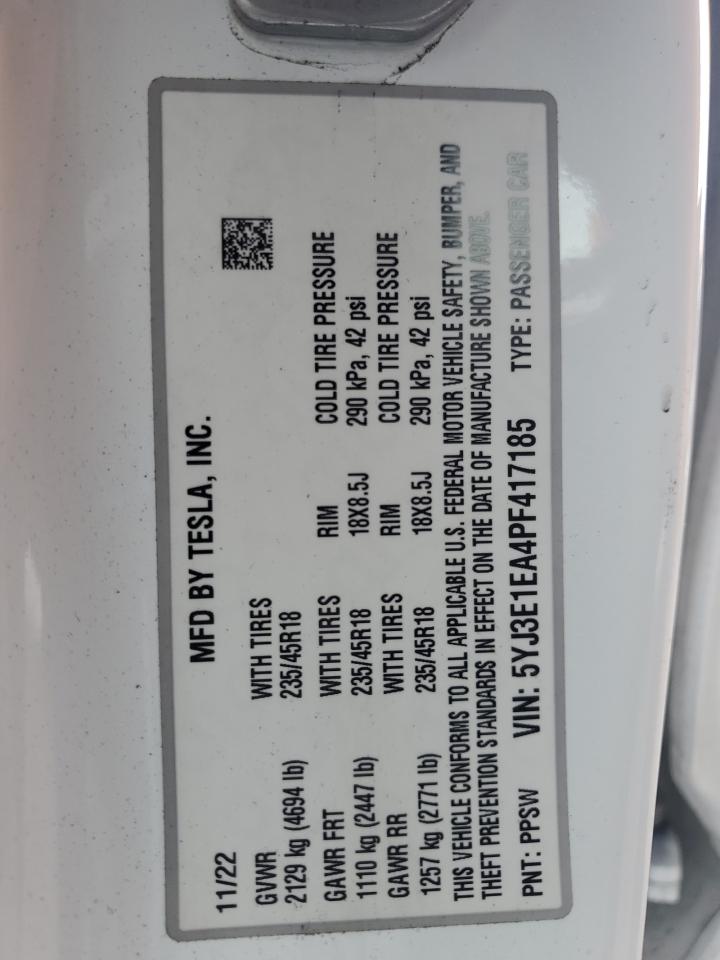 MFD BY TESLA, INC.
11/22
GVWR WITH TIRES
2129 kg (4694 lb) 235/45R18
GAWR FRT WITH TIRES RIM COLD TIRE PRESSURE
1110 kg (2447 lb) 235/45R18 18X8.5J 290 kPa, 42 psi
GAWR RR WITH TIRES RIM COLD TIRE PRESSURE
1257 kg (2771 lb) 235/45R18 18X8.5J 290 kPa, 42 psi
THIS VEHICLE CONFORMS TO ALL APPLICABLE U.S. FEDERAL MOTOR VEHICLE SAFETY, BUMPER, AND
THEFT PREVENTION STANDARDS IN EFFECT ON THE DATE OF MANUFACTURE SHOWN ABOVE.
PNT: PPSW VIN: 5YJ3E1EA4PF417185 TYPE: PASSENGER CAR